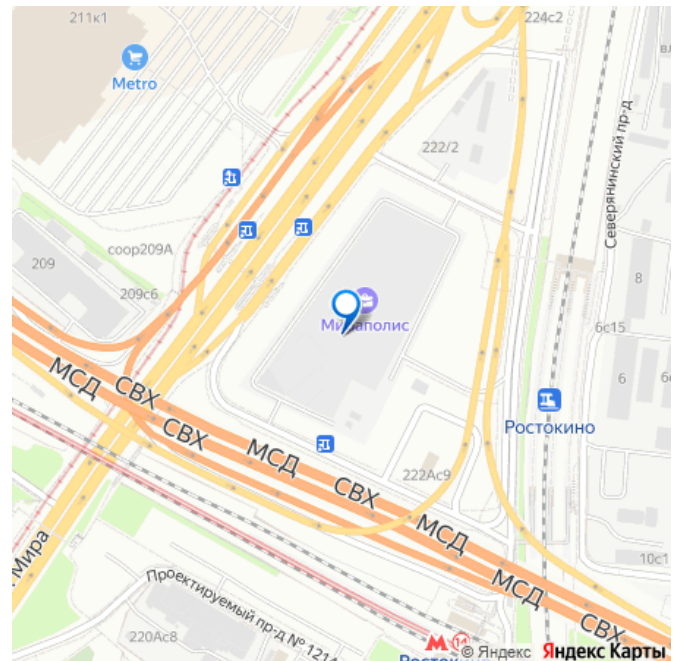 211к1
224с2
Metro
222/2
Северянинский пр-д
соор209А
209
209с6
8
Мираполис
6с15
6
МСД
СВХ
СВХ
Ростокино
МСД
СВХ
222Ас9
МСД
Мира
МСД
СВХ
10с1
Проектируемый пр-д № 1214
220Ас8
М
14
© Яндекс
Яндекс Карты